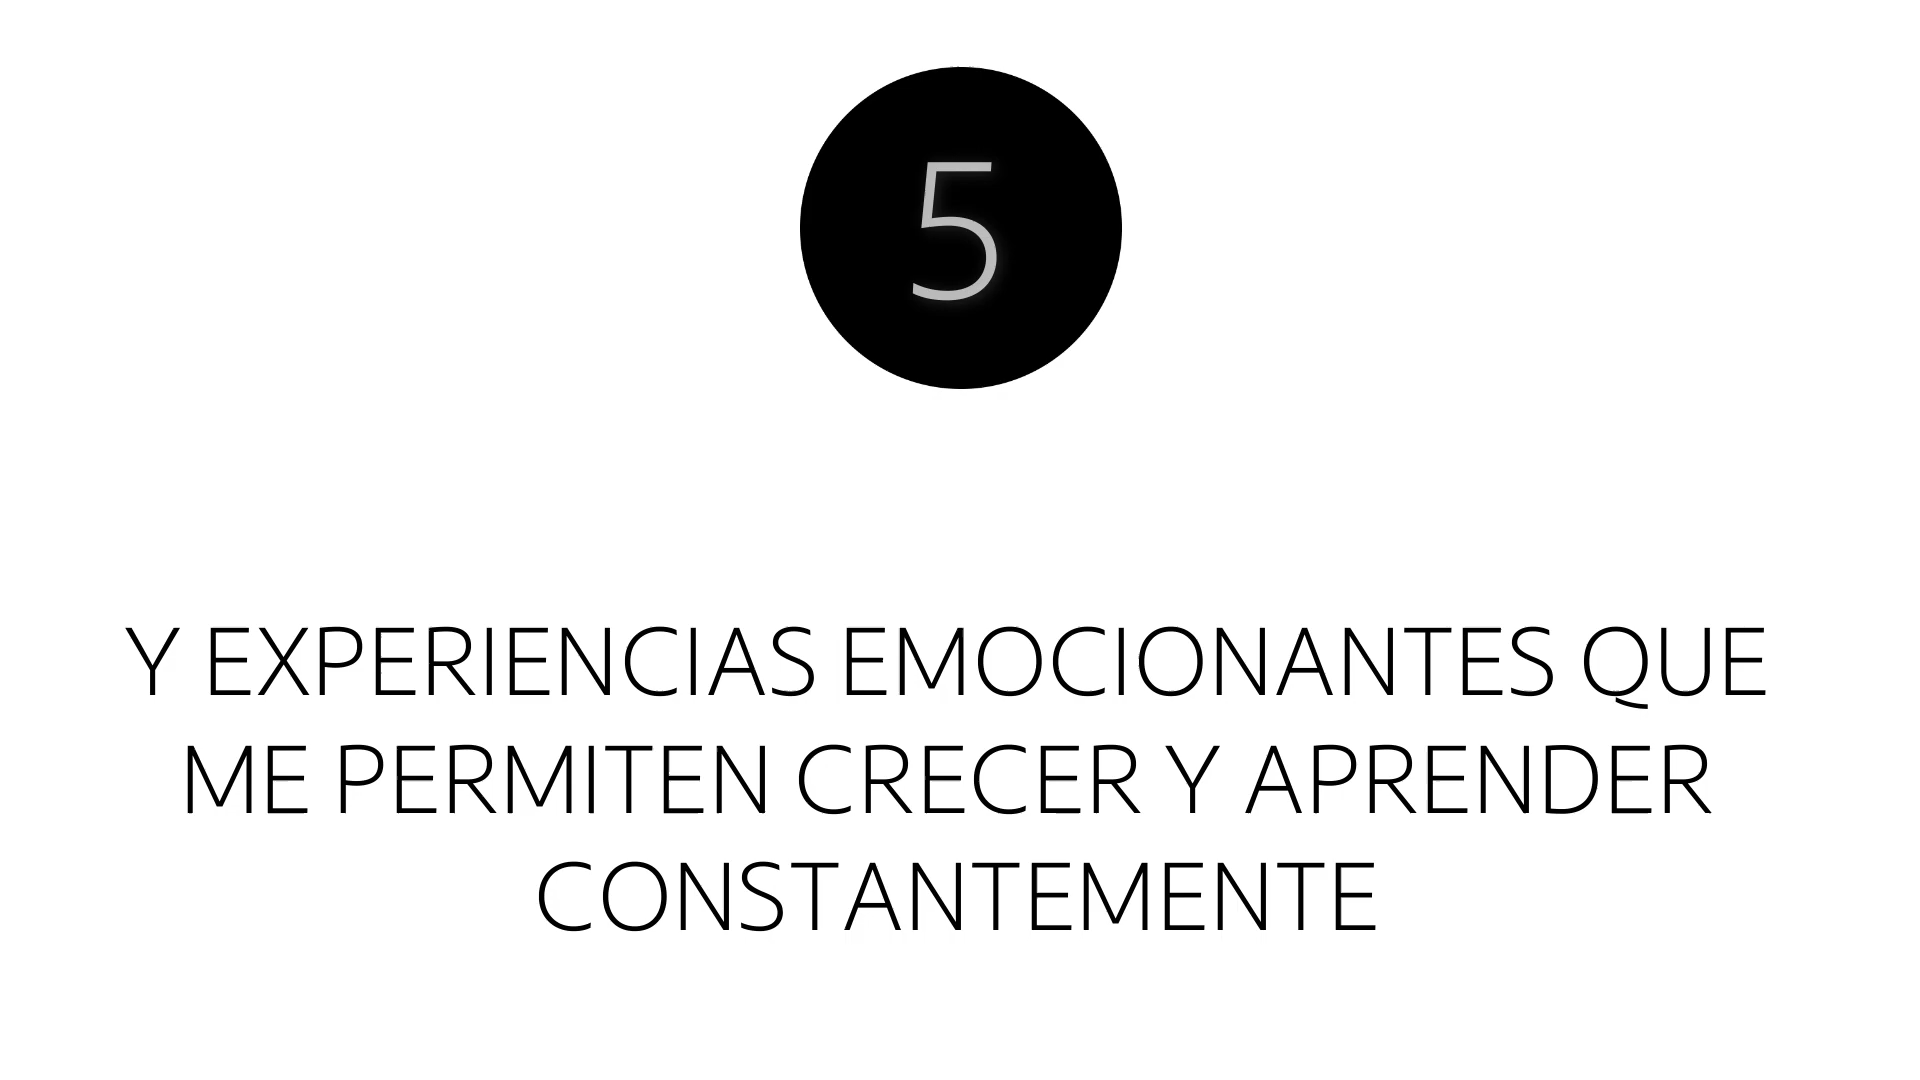 5
Y EXPERIENCIAS EMOCIONANTES QUE
ME PERMITEN CRECER Y APRENDER
CONSTANTEMENTE